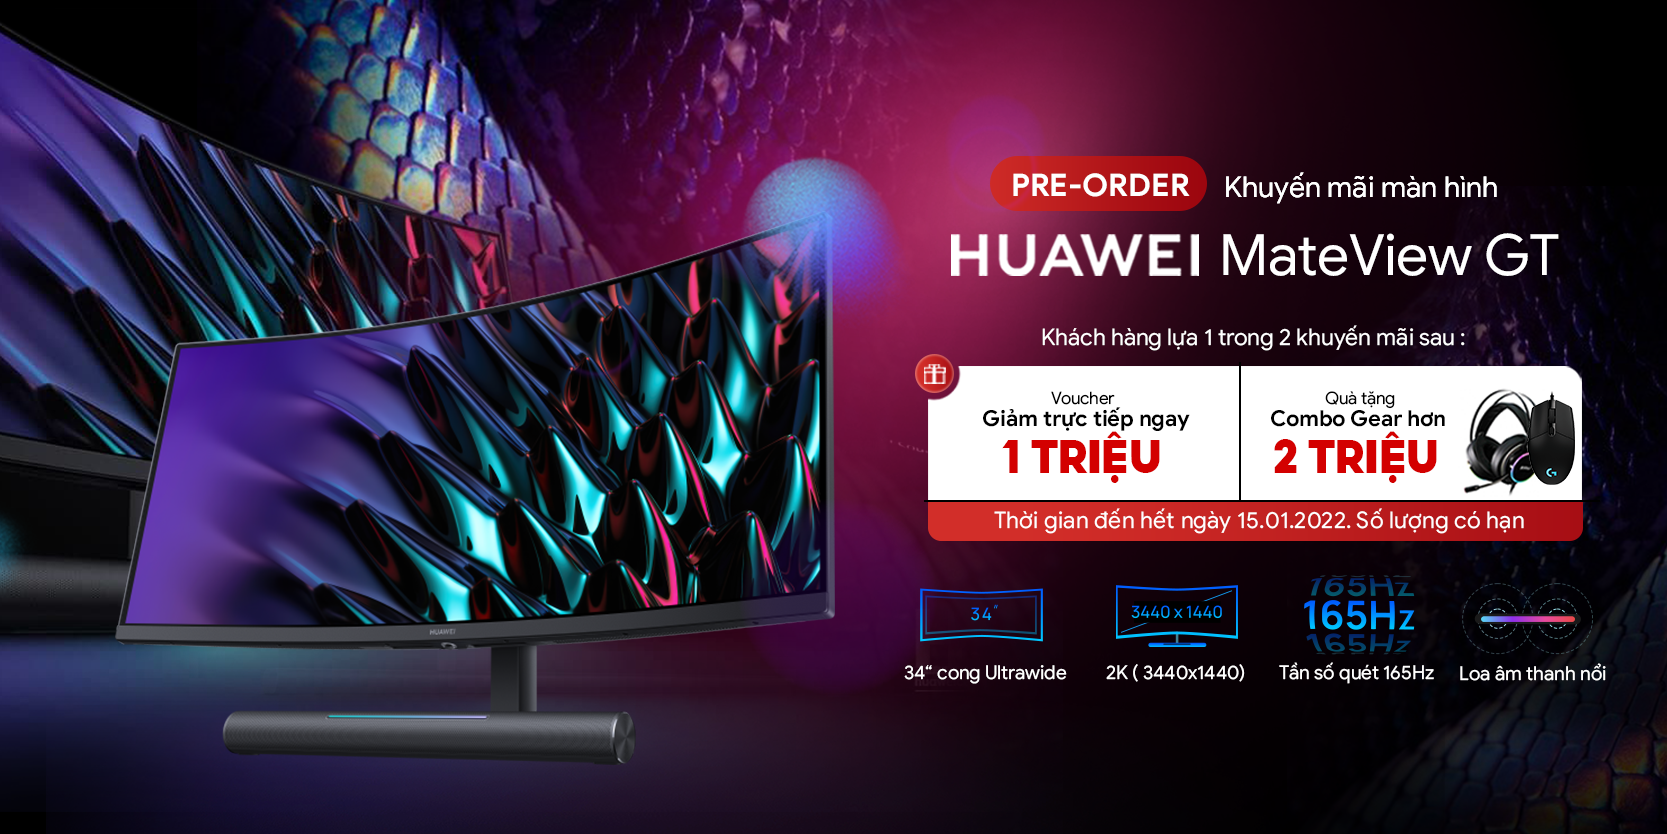 PRE-ORDER Khuyến mãi màn hình
HUAWEI MateView GT
Khách hàng lựa 1 trong 2 khuyến mãi sau :
Voucher
Giảm trực tiếp ngay
1 TRIỆU
Quà tặng
Combo Gear hơn
2 TRIỆU
G
Thời gian đến hết ngày 15.01.2022. Số lượng có hạn
34"
34“ cong Ultrawide
3440 x 1440
2K ( 3440x1440)
165Hz
165Hz
165Hz
Tần số quét 165Hz
Loa âm thanh nổi
HUAWEI